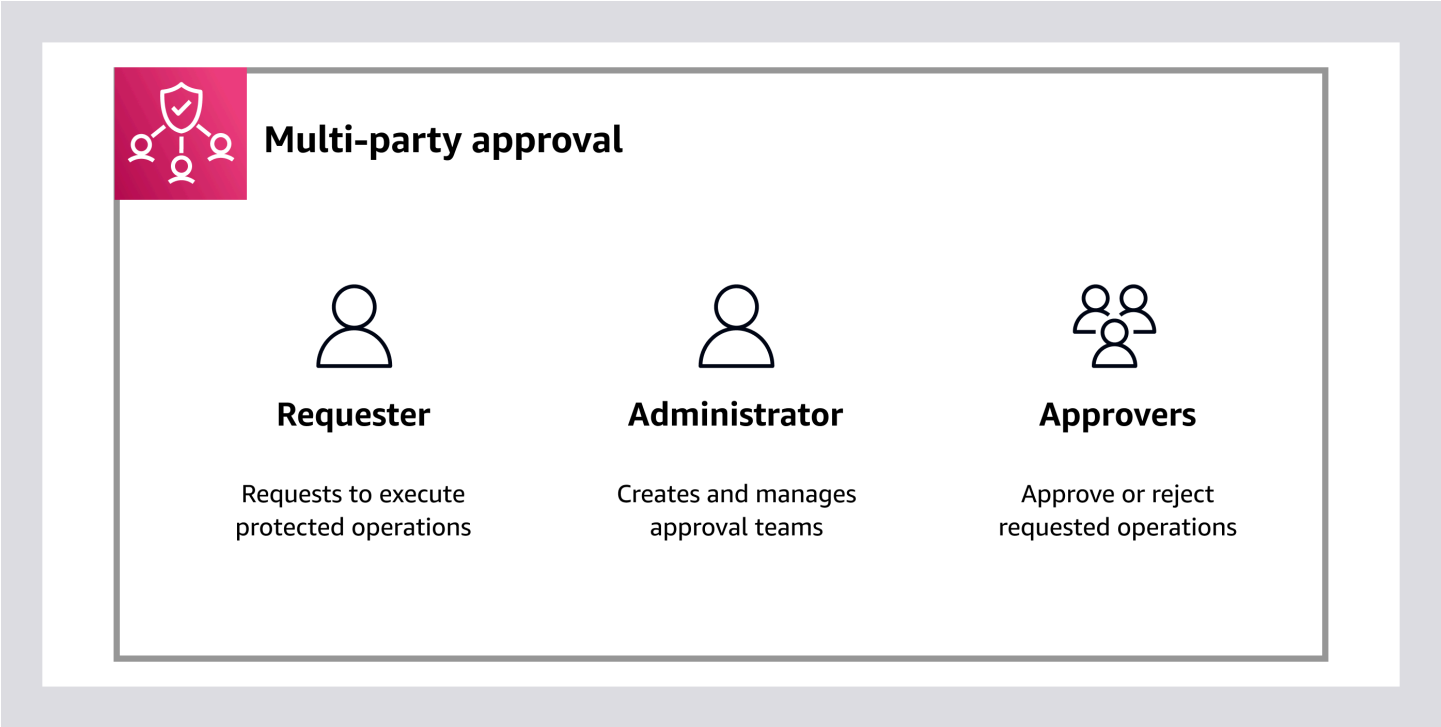 Multi-party approval
Requester
Requests to execute
protected operations
Administrator
Creates and manages
approval teams
Approvers
Approve or reject
requested operations